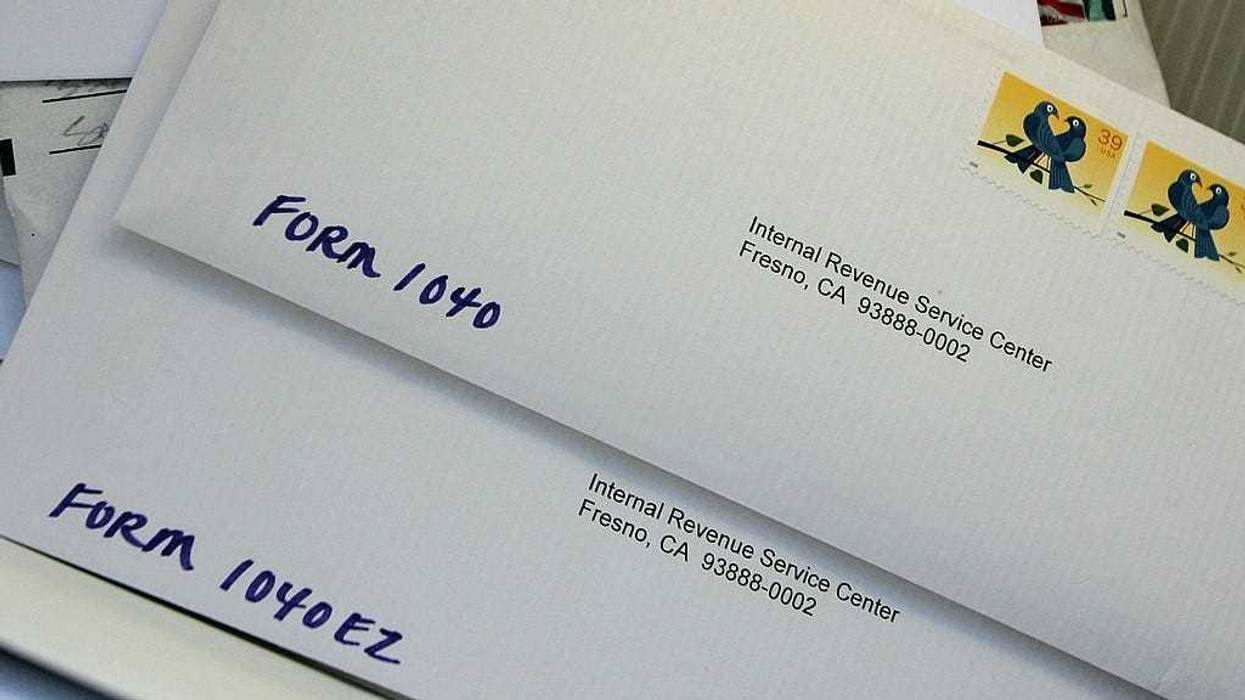 39
USA
Internal Revenue Service Center
Fresno, CA 93888-0002
FORM 1040
Internal Revenue Service Center
Fresno, CA 93888-0002
FORM 1040EZ